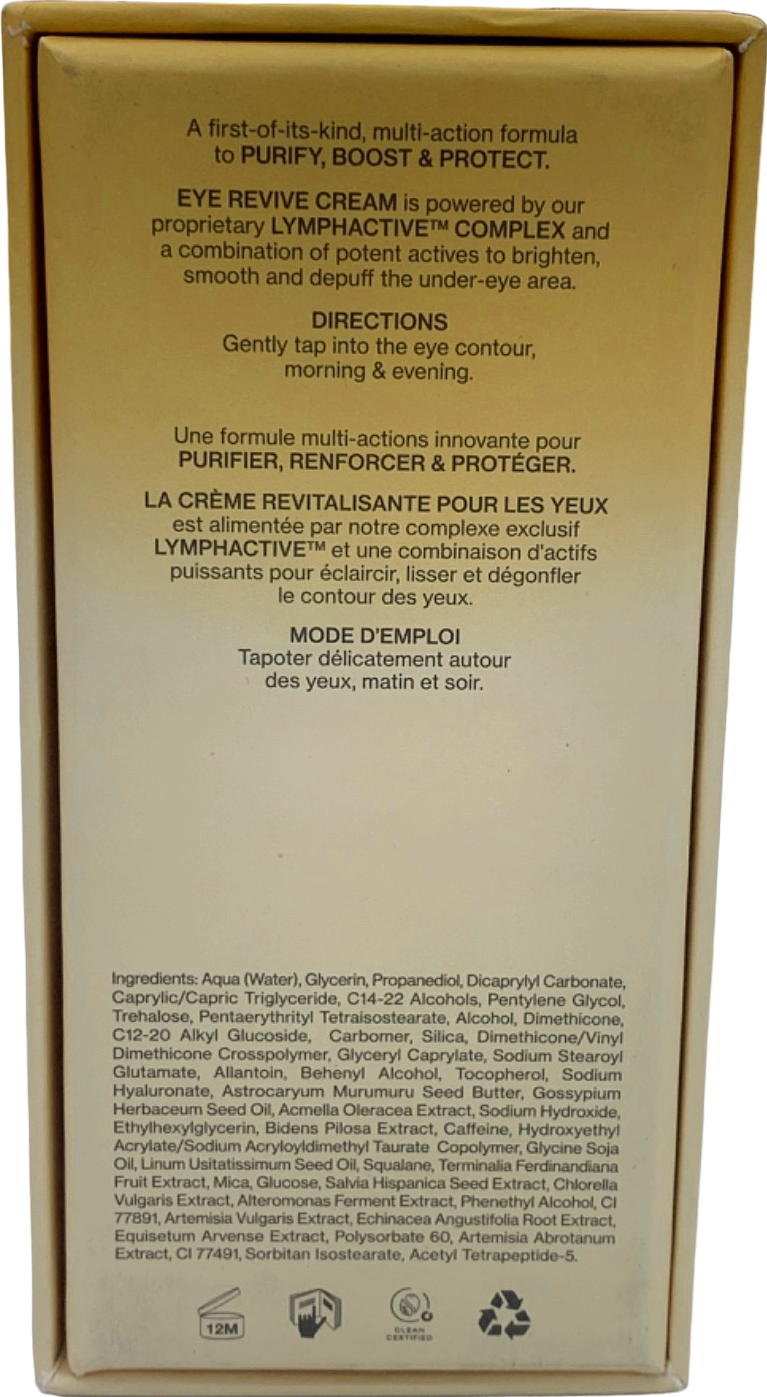 A first-of-its-kind, multi-action formula
to PURIFY, BOOST & PROTECT.
EYE REVIVE CREAM is powered by our
proprietary LYMPHACTIVE™ COMPLEX and
a combination of potent actives to brighten,
smooth and depuff the under-eye area.
DIRECTIONS
Gently tap into the eye contour,
morning & evening.
Une formule multi-actions innovante pour
PURIFIER, RENFORCER & PROTÉGER.
LA CRÈME REVITALISANTE POUR LES YEUX
est alimentée par notre complexe exclusif
LYMPHACTIVE™ et une combinaison d'actifs
puissants pour éclaircir, lisser et dégonfler
le contour des yeux.
MODE D'EMPLOI
Tapoter délicatement autour
des yeux, matin et soir.
Ingredients: Aqua (Water), Glycerin, Propanediol, Dicaprylyl Carbonate,
Caprylic/Capric Triglyceride, C14-22 Alcohols, Pentylene Glycol,
Trehalose, Pentaerythrityl Tetraisostearate, Alcohol, Dimethicone,
C12-20 Alkyl Glucoside, Carbomer, Silica, Dimethicone/Vinyl
Dimethicone Crosspolymer, Glyceryl Caprylate, Sodium Stearoyl
Glutamate, Allantoin, Behenyl Alcohol, Tocopherol, Sodium
Hyaluronate, Astrocaryum Murumuru Seed Butter, Gossypium
Herbaceum Seed Oil, Acmella Oleracea Extract, Sodium Hydroxide,
Ethylhexylglycerin, Bidens Pilosa Extract, Caffeine, Hydroxyethyl
Acrylate/Sodium Acryloyldimethyl Taurate Copolymer, Glycine Soja
Oil, Linum Usitatissimum Seed Oil, Squalane, Terminalia Ferdinandiana
Fruit Extract, Mica, Glucose, Salvia Hispanica Seed Extract, Chlorella
Vulgaris Extract, Alteromonas Ferment Extract, Phenethyl Alcohol, CI
77891, Artemisia Vulgaris Extract, Echinacea Angustifolia Root Extract,
Equisetum Arvense Extract, Polysorbate 60, Artemisia Abrotanum
Extract, CI 77491, Sorbitan Isostearate, Acetyl Tetrapeptide-5.
12M
CLEAN
CERTIFIED